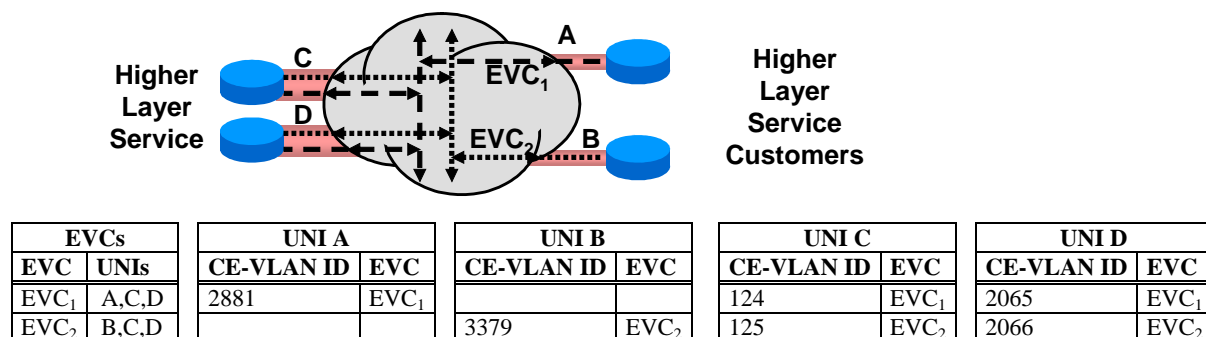 A
C
EVC₁
Higher
Layer
Service
D
EVC₂
B
Higher
Layer
Service
Customers
EVCs
EVC UNIs
EVC₁ A,C,D
EVC₂ B,C,D
UNI A
CE-VLAN ID EVC
2881 EVC₁
UNI B
CE-VLAN ID EVC
3379 EVC₂
UNI C
CE-VLAN ID EVC
124 EVC₁
125 EVC₂
UNI D
CE-VLAN ID EVC
2065 EVC₁
2066 EVC₂